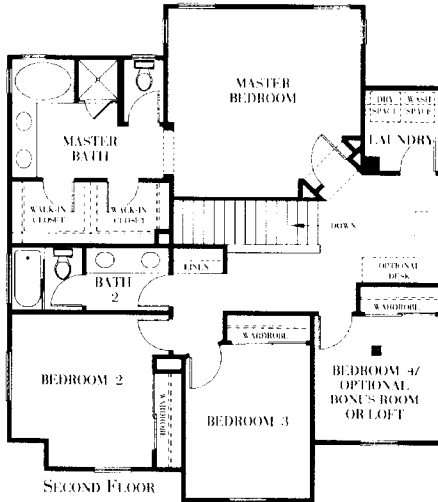 MASTER
BEDROOM
DRY WASH
SPACE SPACE
LAUNDRY
MASTER
BATH
WALK-IN
CLOSET
WALK-IN
CLOSET
DOWN
LINEN
OPTIONAL
DESK
BATH
2
WARDROBE
WARDROBE
BEDROOM 2
WARDROBE
BEDROOM 3
BEDROOM 4/
OPTIONAL
BONUS ROOM
OR LOFT
SECOND FLOOR